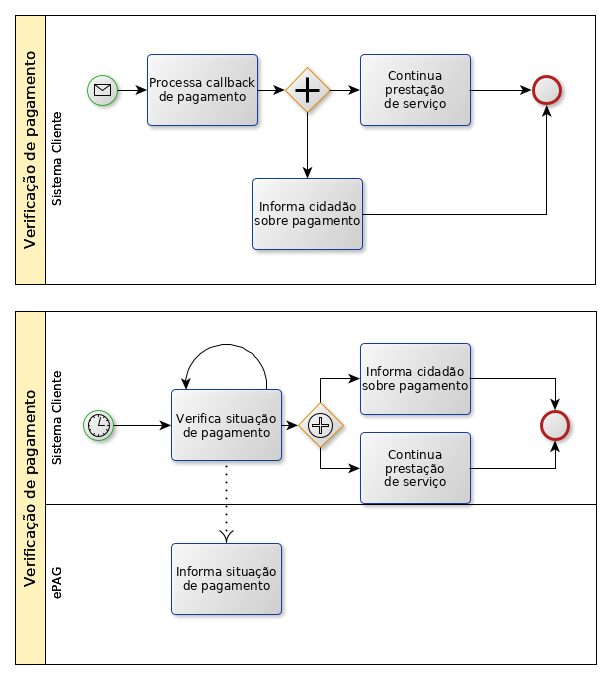 Verificação de pagamento
Sistema Cliente
Processa callback
de pagamento
Continua
prestação
de serviço
Informa cidadão
sobre pagamento
Verificação de pagamento
Sistema Cliente
Verifica situação
de pagamento
Informa cidadão
sobre pagamento
Continua
prestação
de serviço
ePAG
Informa situação
de pagamento